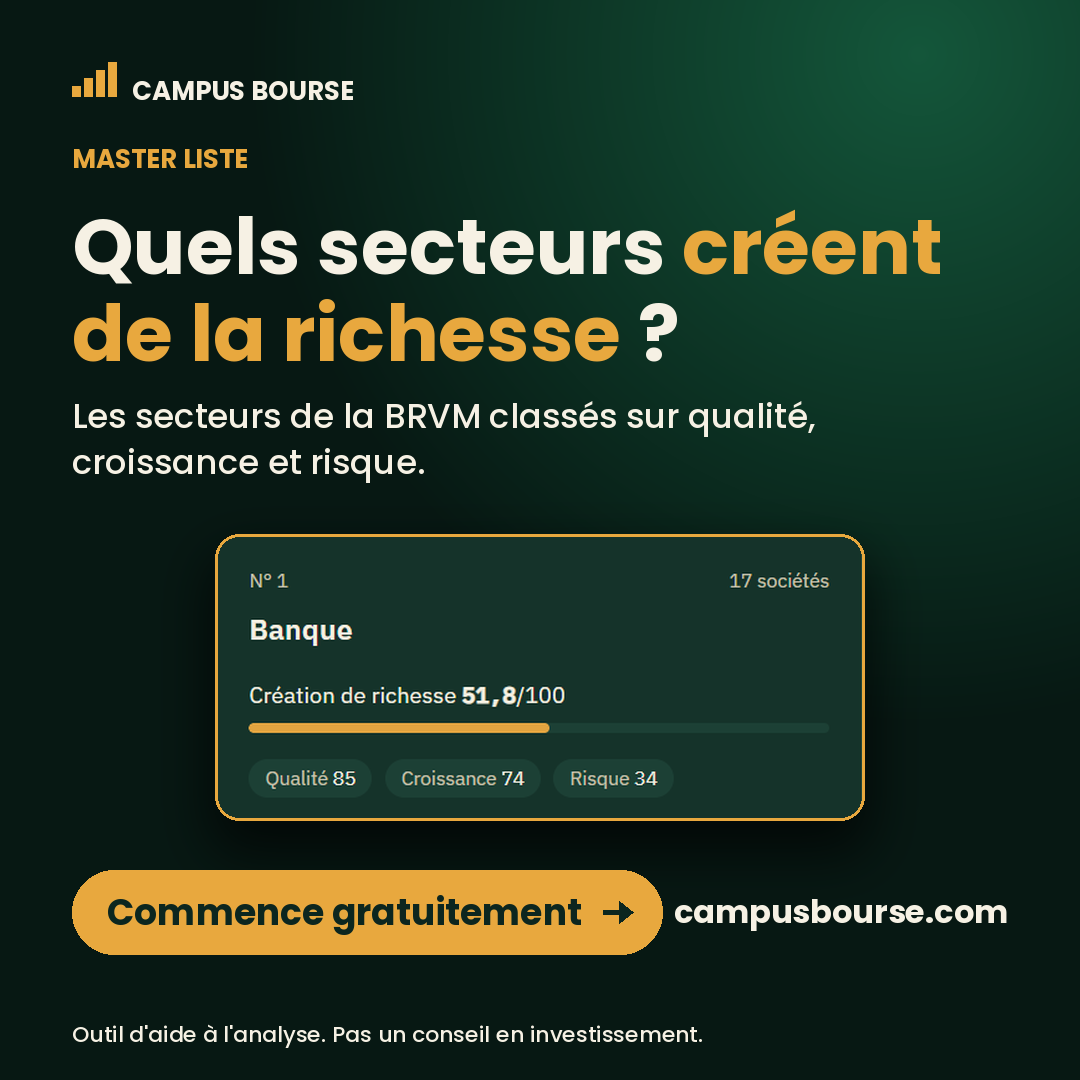 CAMPUS BOURSE
MASTER LISTE
Quels secteurs créent
de la richesse ?
Les secteurs de la BRVM classés sur qualité,
croissance et risque.
N° 1
17 sociétés
Banque
Création de richesse 51,8/100
Qualité 85
Croissance 74
Risque 34
Commence gratuitement →
campusbourse.com
Outil d'aide à l'analyse. Pas un conseil en investissement.